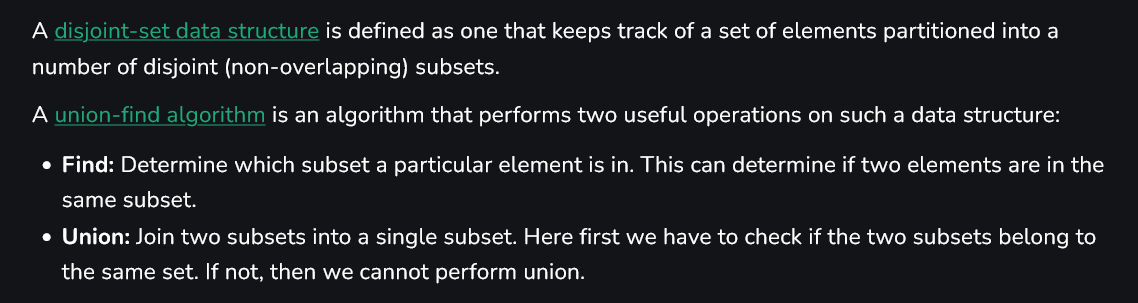 A disjoint-set data structure is defined as one that keeps track of a set of elements partitioned into a
number of disjoint (non-overlapping) subsets.
A union-find algorithm is an algorithm that performs two useful operations on such a data structure:
• Find: Determine which subset a particular element is in. This can determine if two elements are in the
same subset.
• Union: Join two subsets into a single subset. Here first we have to check if the two subsets belong to
the same set. If not, then we cannot perform union.